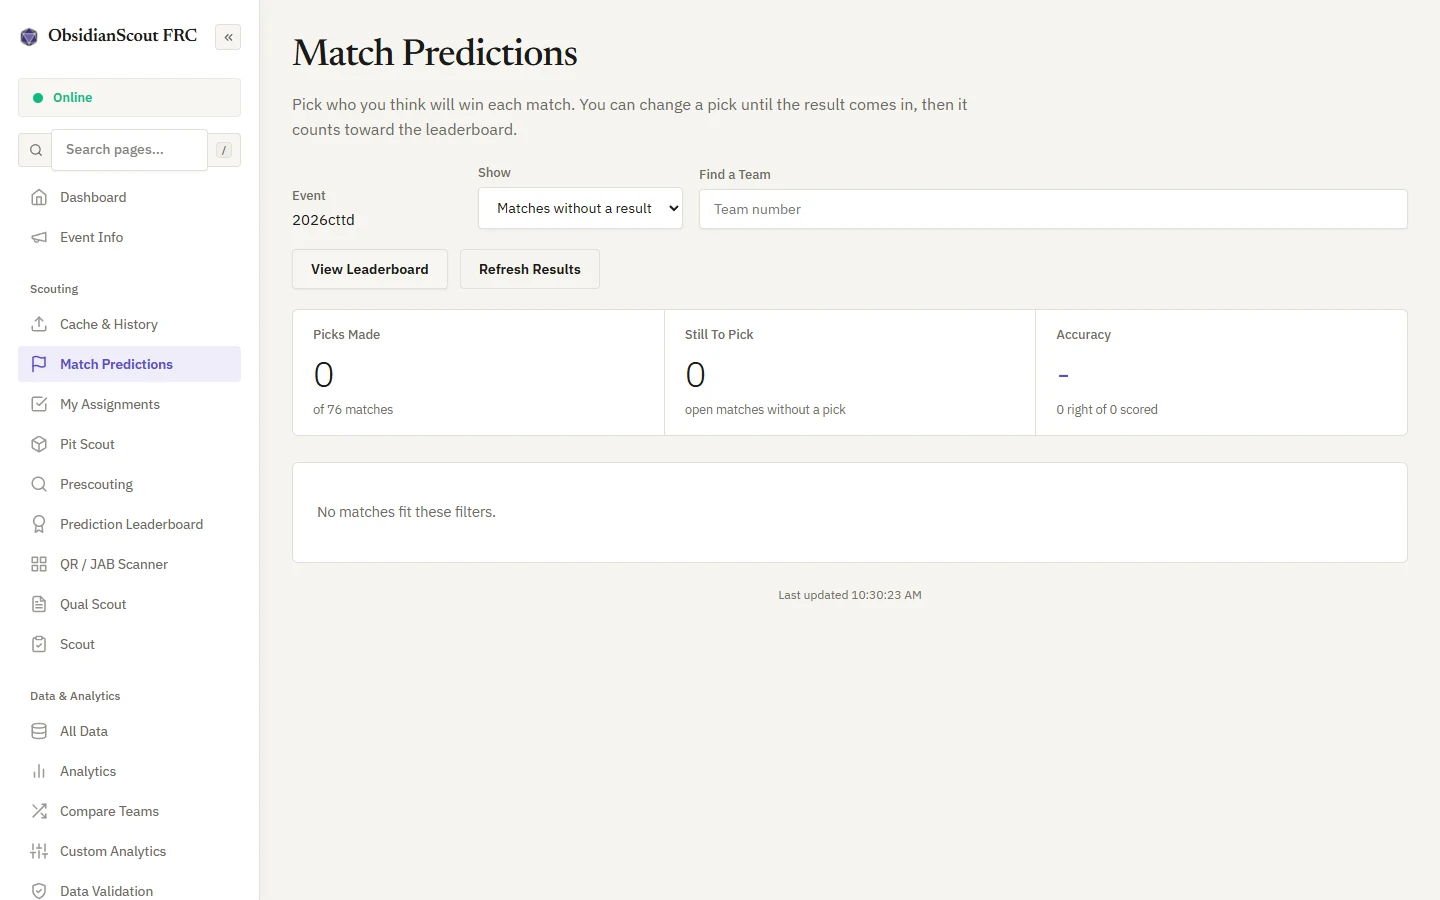 ObsidianScout FRC
«
Online
Search pages...
/
Dashboard
Event Info
Scouting
Cache & History
Match Predictions
My Assignments
Pit Scout
Prescouting
Prediction Leaderboard
QR / JAB Scanner
Qual Scout
Scout
Data & Analytics
All Data
Analytics
Compare Teams
Custom Analytics
Data Validation
Match Predictions
Pick who you think will win each match. You can change a pick until the result comes in, then it
counts toward the leaderboard.
Event
2026cttd
Show
Matches without a result
Find a Team
Team number
View Leaderboard
Refresh Results
Picks Made
0
of 76 matches
Still To Pick
0
open matches without a pick
Accuracy
–
0 right of 0 scored
No matches fit these filters.
Last updated 10:30:23 AM